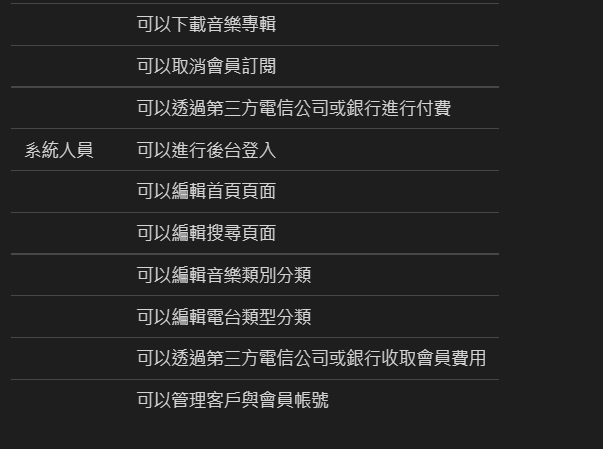 可以下載音樂專輯
可以取消會員訂閱
可以透過第三方電信公司或銀行進行付費
系統人員 可以進行後台登入
可以編輯首頁頁面
可以編輯搜尋頁面
可以編輯音樂類別分類
可以編輯電台類型分類
可以透過第三方電信公司或銀行收取會員費用
可以管理客戶與會員帳號